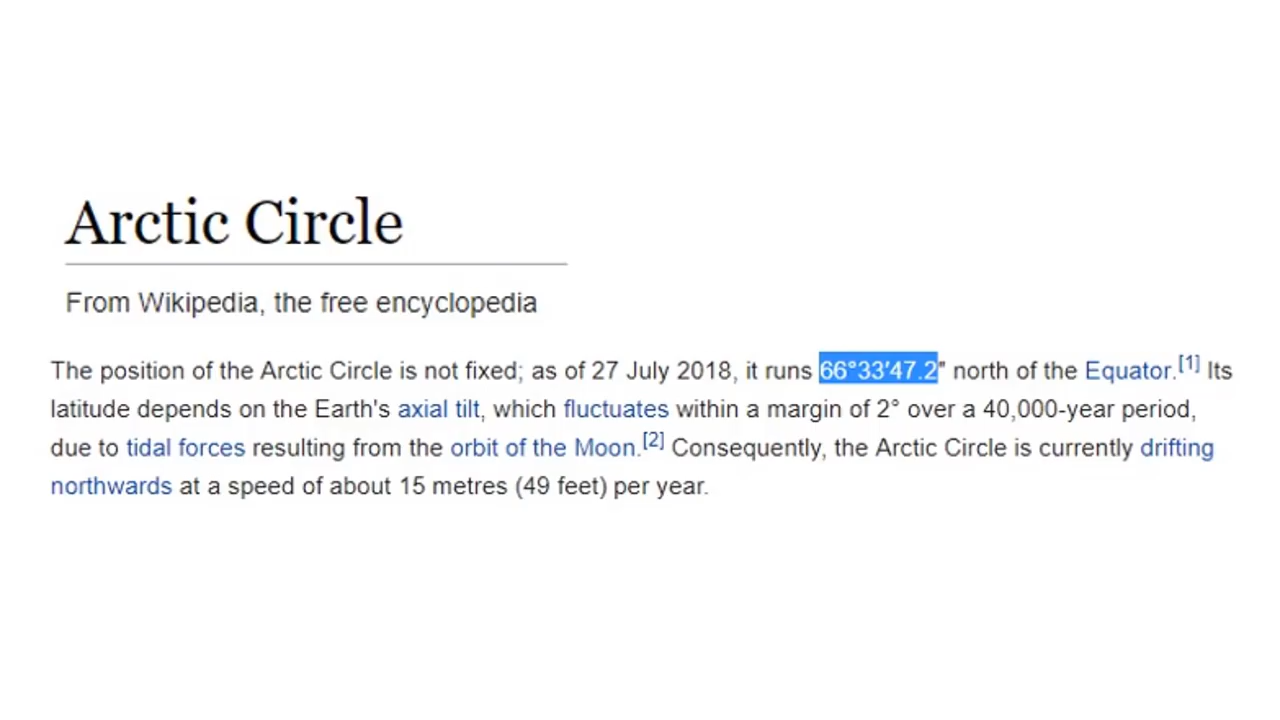 Arctic Circle
From Wikipedia, the free encyclopedia
The position of the Arctic Circle is not fixed; as of 27 July 2018, it runs 66°33′47.2″ north of the Equator.[1] Its
latitude depends on the Earth's axial tilt, which fluctuates within a margin of 2° over a 40,000-year period,
due to tidal forces resulting from the orbit of the Moon.[2] Consequently, the Arctic Circle is currently drifting
northwards at a speed of about 15 metres (49 feet) per year.